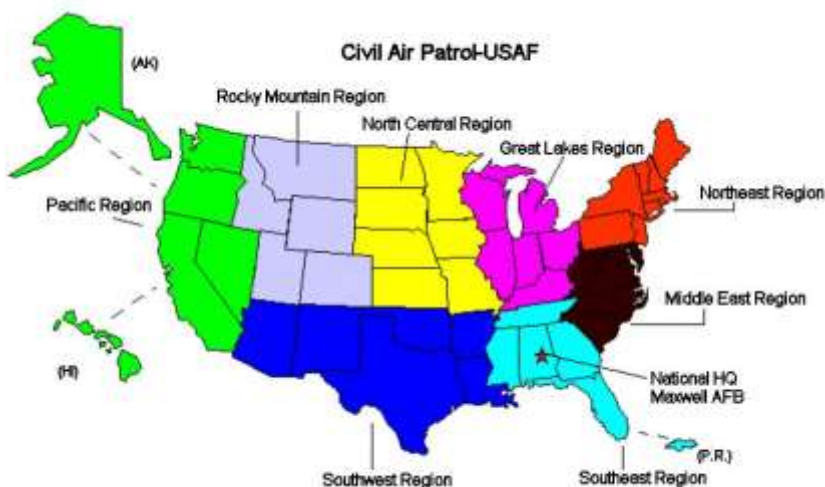 Civil Air Patrol-USAF
(AK)
Rocky Mountain Region
North Central Region
Great Lakes Region
Northeast Region
Pacific Region
Middle East Region
(HI)
National HQ
Maxwell AFB
(P.R.)
Southwest Region
Southeast Region